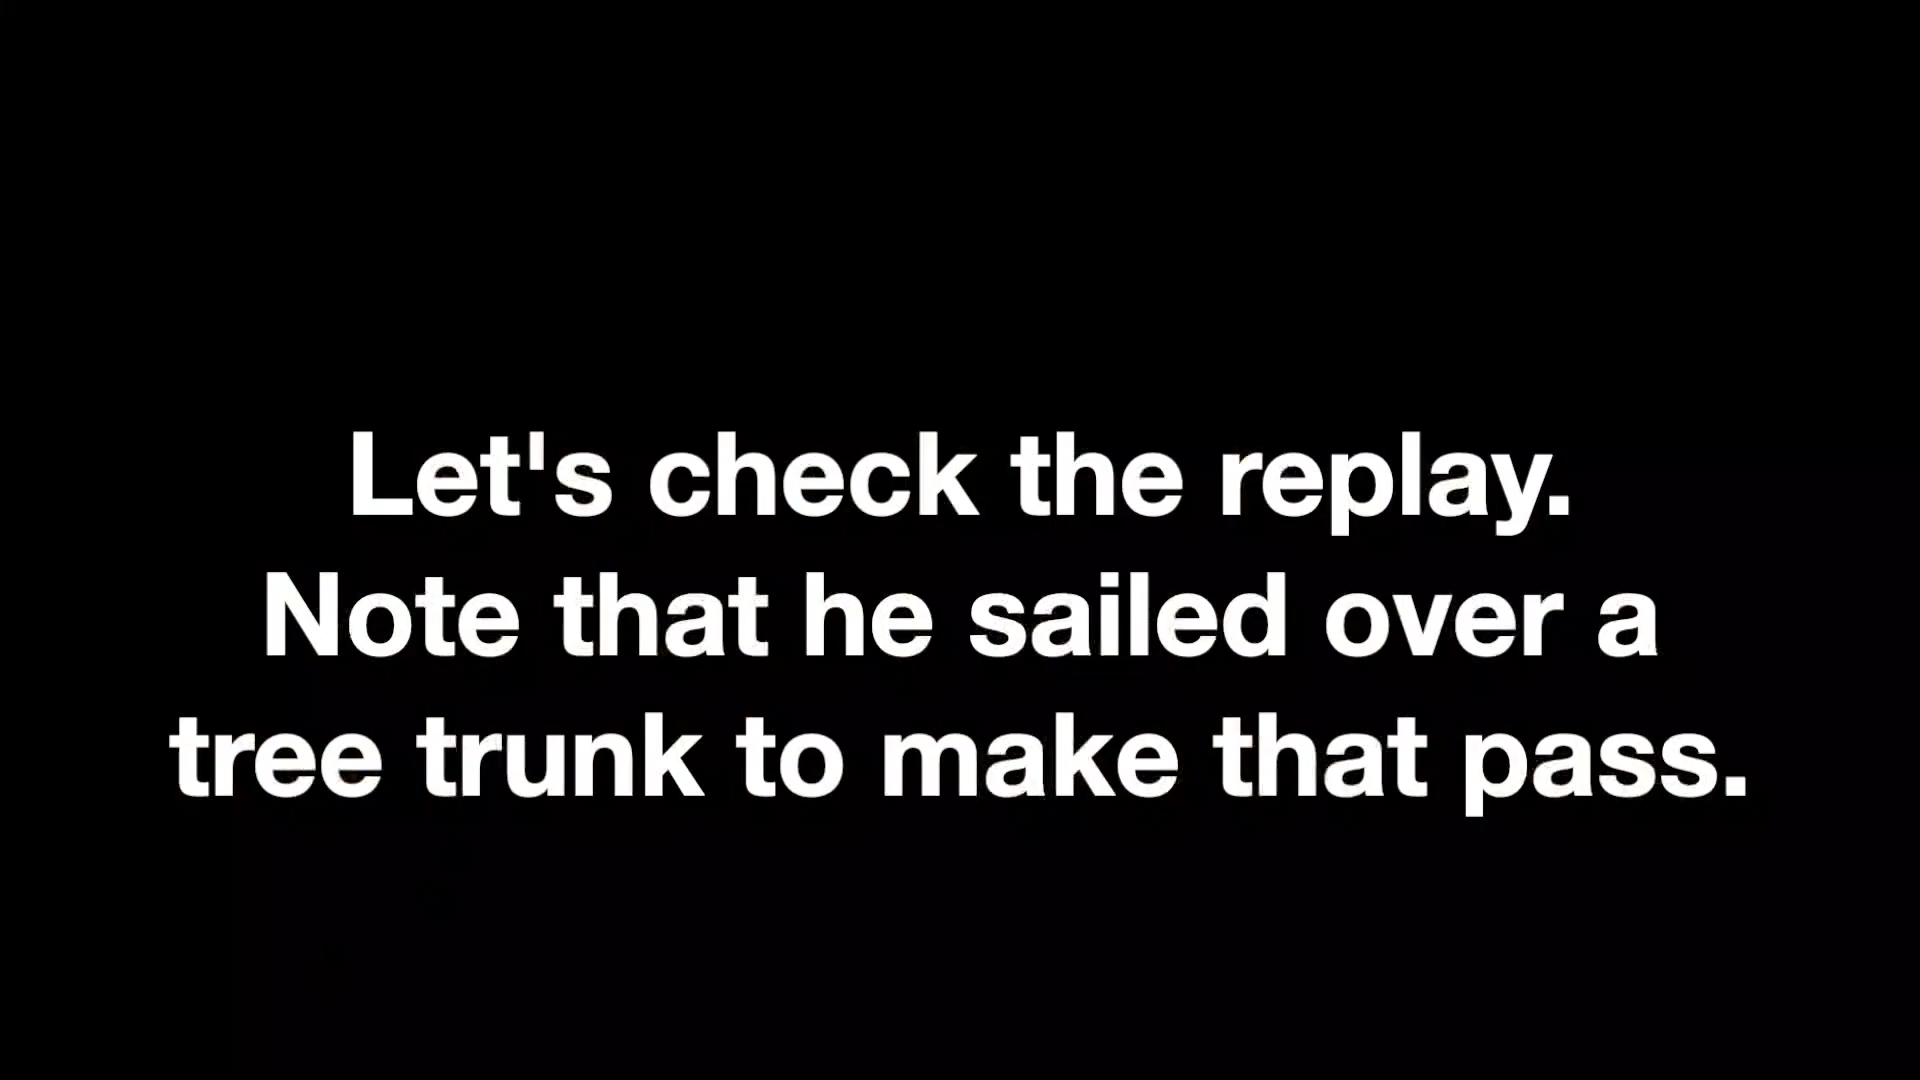 Let's check the replay.
Note that he sailed over a
tree trunk to make that pass.